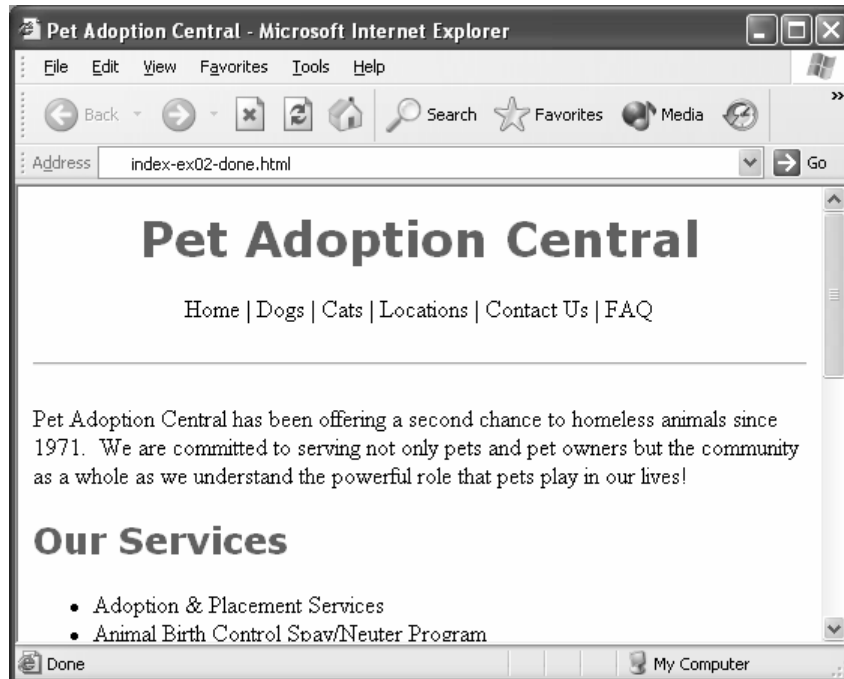 Pet Adoption Central - Microsoft Internet Explorer
File Edit View Favorites Tools Help
Back Search Favorites Media »
Address index-ex02-done.html Go
Pet Adoption Central
Home | Dogs | Cats | Locations | Contact Us | FAQ
Pet Adoption Central has been offering a second chance to homeless animals since
1971. We are committed to serving not only pets and pet owners but the community
as a whole as we understand the powerful role that pets play in our lives!
Our Services
• Adoption & Placement Services
• Animal Birth Control Spay/Neuter Program
Done My Computer